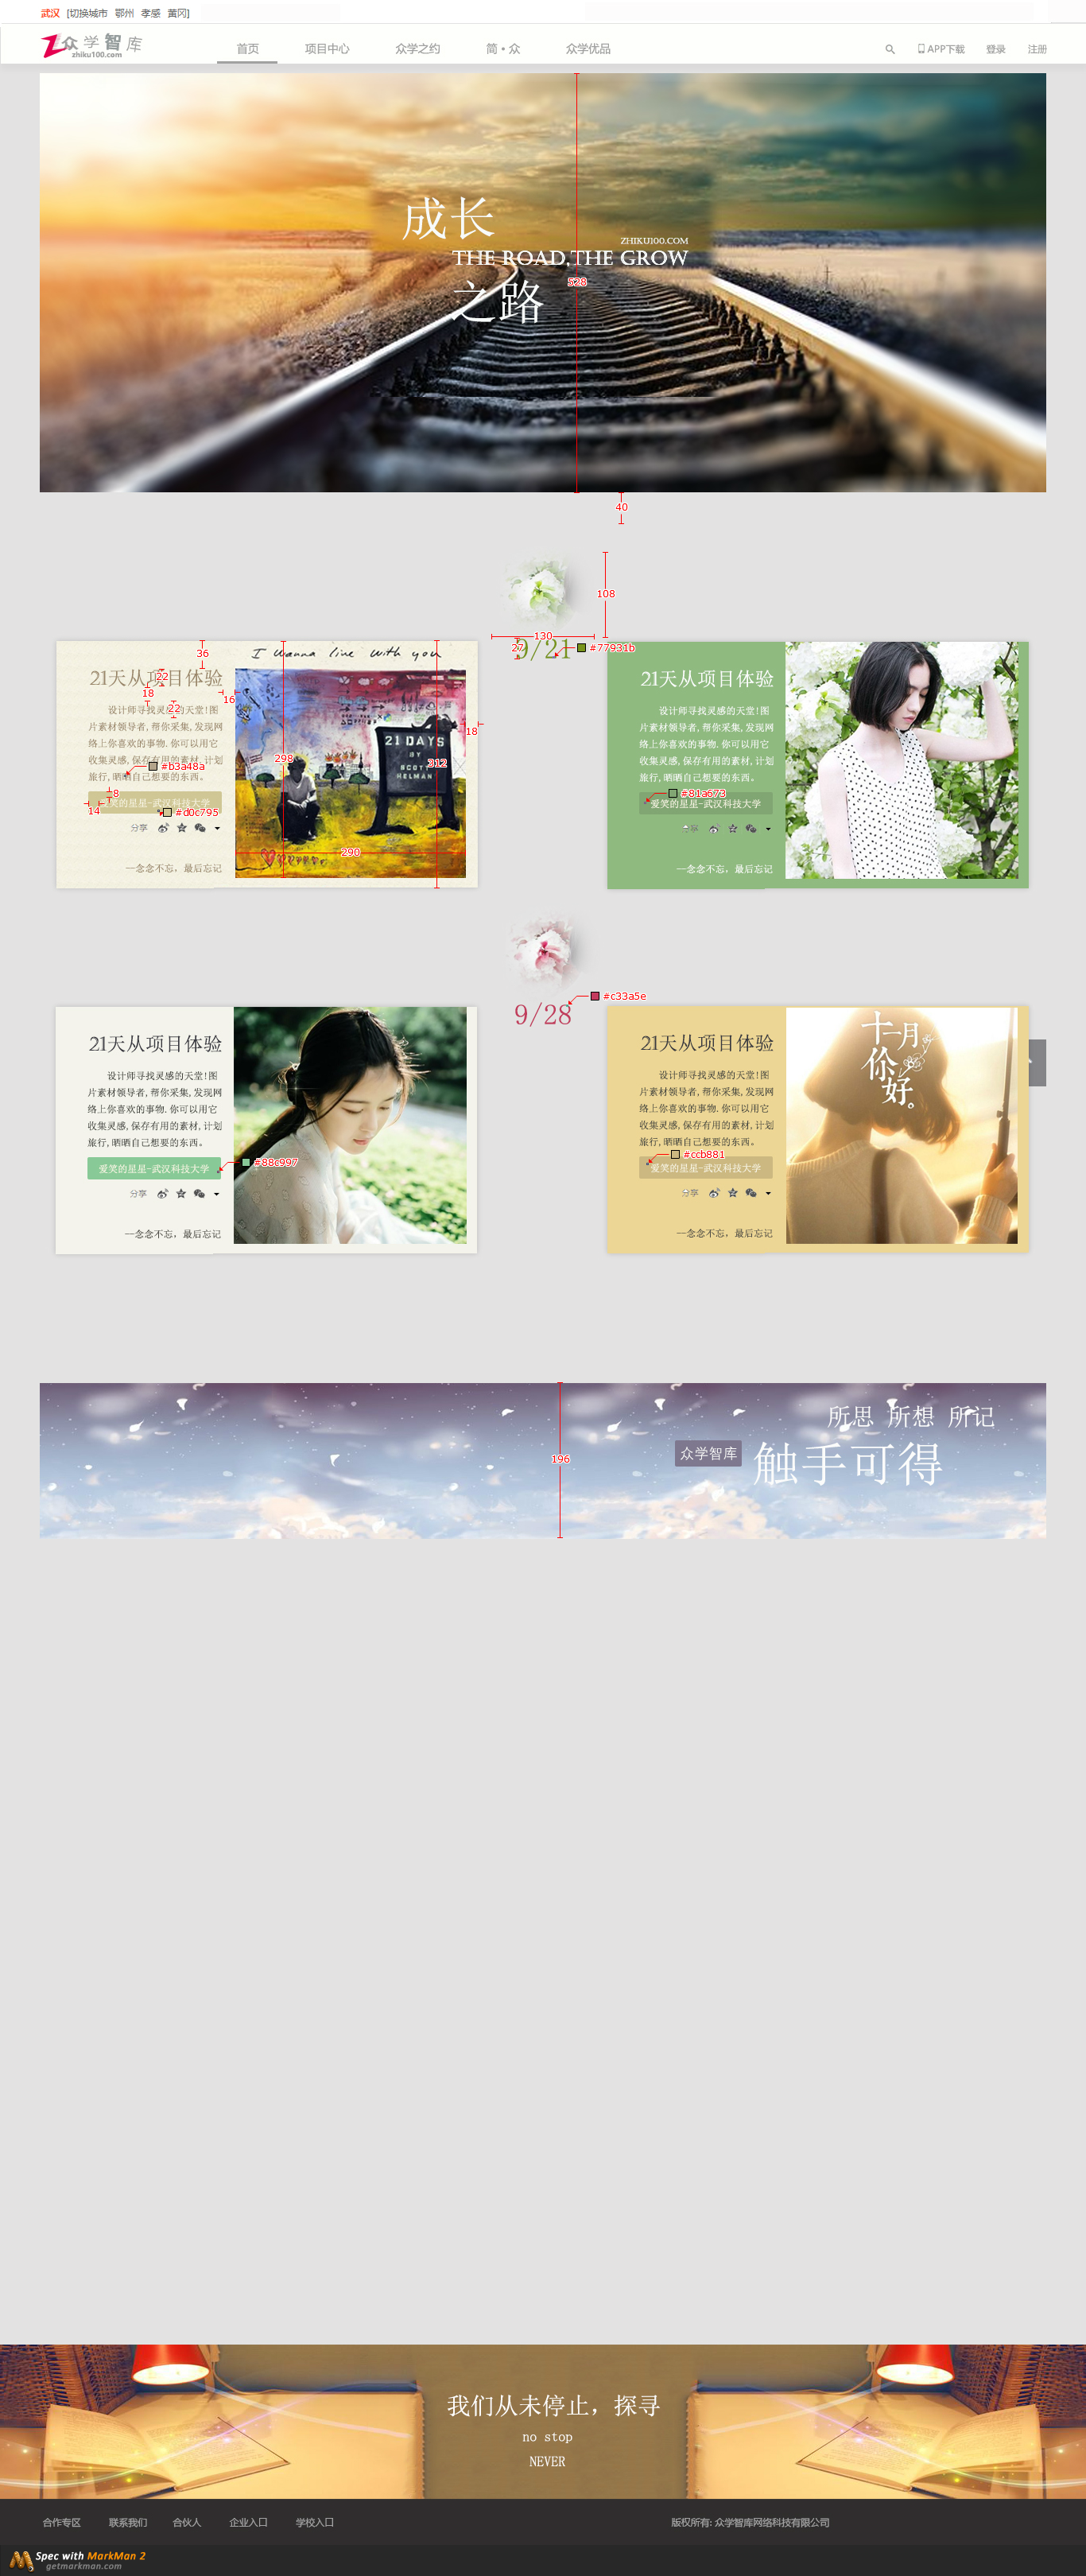 武汉 [切换城市 鄂州 孝感 黄冈]
众学智库
zhiku100.com
首页 项目中心 众学之约 简·众 众学优品
APP下载 登录 注册
成长
ZHIKU100.COM
THE ROAD,THE GROW
之路
528
40
108
130
27
9/21
#77931b
36
I wanna live with you
21天从项目体验
22
18
16
22
设计师寻找灵感的天堂!图
片素材领导者,帮你采集,发现网
络上你喜欢的事物.你可以用它
收集灵感,保存有用的素材,计划
旅行,晒晒自己想要的东西。
#b3a48a
8
14
爱笑的星星-武汉科技大学
#d0c795
分享
一念念不忘，最后忘记
21 DAYS
BY
SCOT
HELMAN
298
312
18
290
21天从项目体验
设计师寻找灵感的天堂!图
片素材领导者,帮你采集,发现网
络上你喜欢的事物.你可以用它
收集灵感,保存有用的素材,计划
旅行,晒晒自己想要的东西。
#81a673
爱笑的星星-武汉科技大学
分享
一念念不忘，最后忘记
#c33a5e
9/28
21天从项目体验
设计师寻找灵感的天堂!图
片素材领导者,帮你采集,发现网
络上你喜欢的事物.你可以用它
收集灵感,保存有用的素材,计划
旅行,晒晒自己想要的东西。
爱笑的星星-武汉科技大学
#88c997
分享
一念念不忘，最后忘记
21天从项目体验
设计师寻找灵感的天堂!图
片素材领导者,帮你采集,发现网
络上你喜欢的事物.你可以用它
收集灵感,保存有用的素材,计划
旅行,晒晒自己想要的东西。
#ccb881
爱笑的星星-武汉科技大学
分享
一念念不忘，最后忘记
十一月
你好。
196
所思 所想 所记
众学智库
触手可得
我们从未停止，探寻
no stop
NEVER
合作专区 联系我们 合伙人 企业入口 学校入口
版权所有: 众学智库网络科技有限公司
Spec with MarkMan 2
getmarkman.com